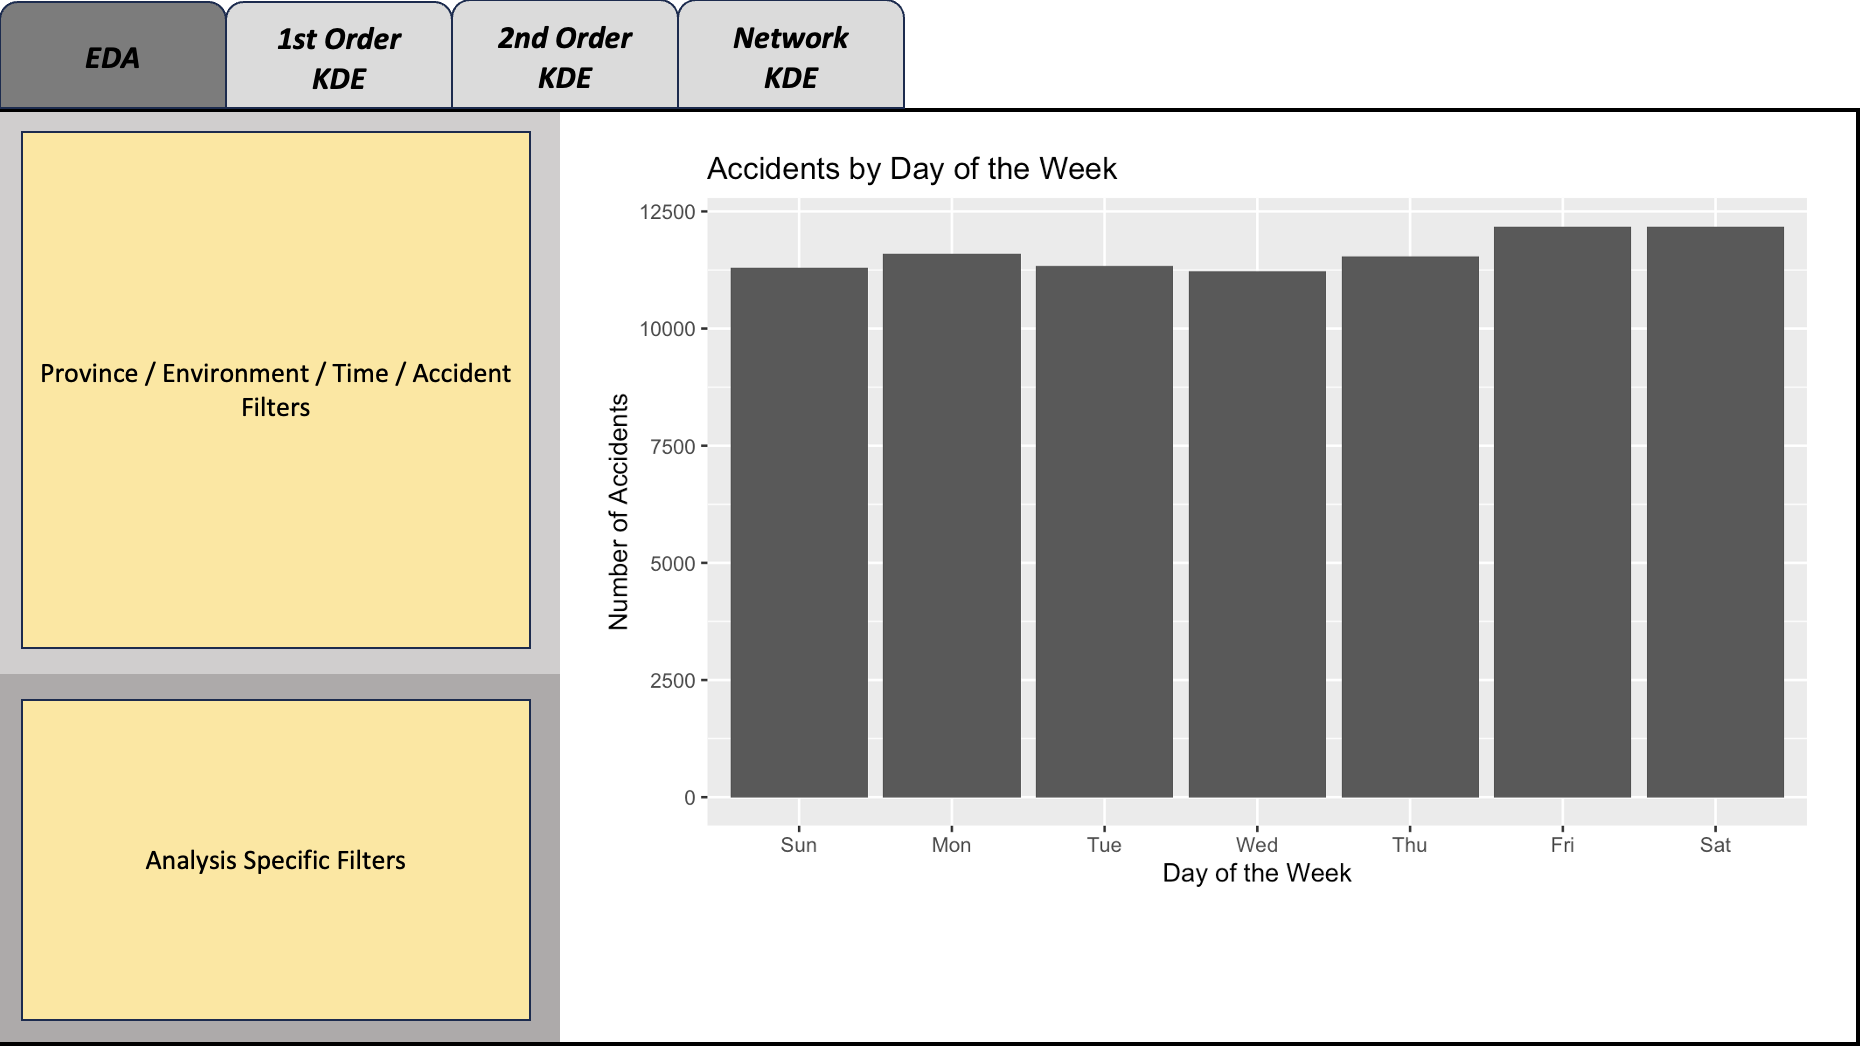 EDA
1st Order
KDE
2nd Order
KDE
Network
KDE
Province / Environment / Time / Accident
Filters
Analysis Specific Filters
Accidents by Day of the Week
Number of Accidents
12500
10000
7500
5000
2500
0
Sun Mon Tue Wed Thu Fri Sat
Day of the Week